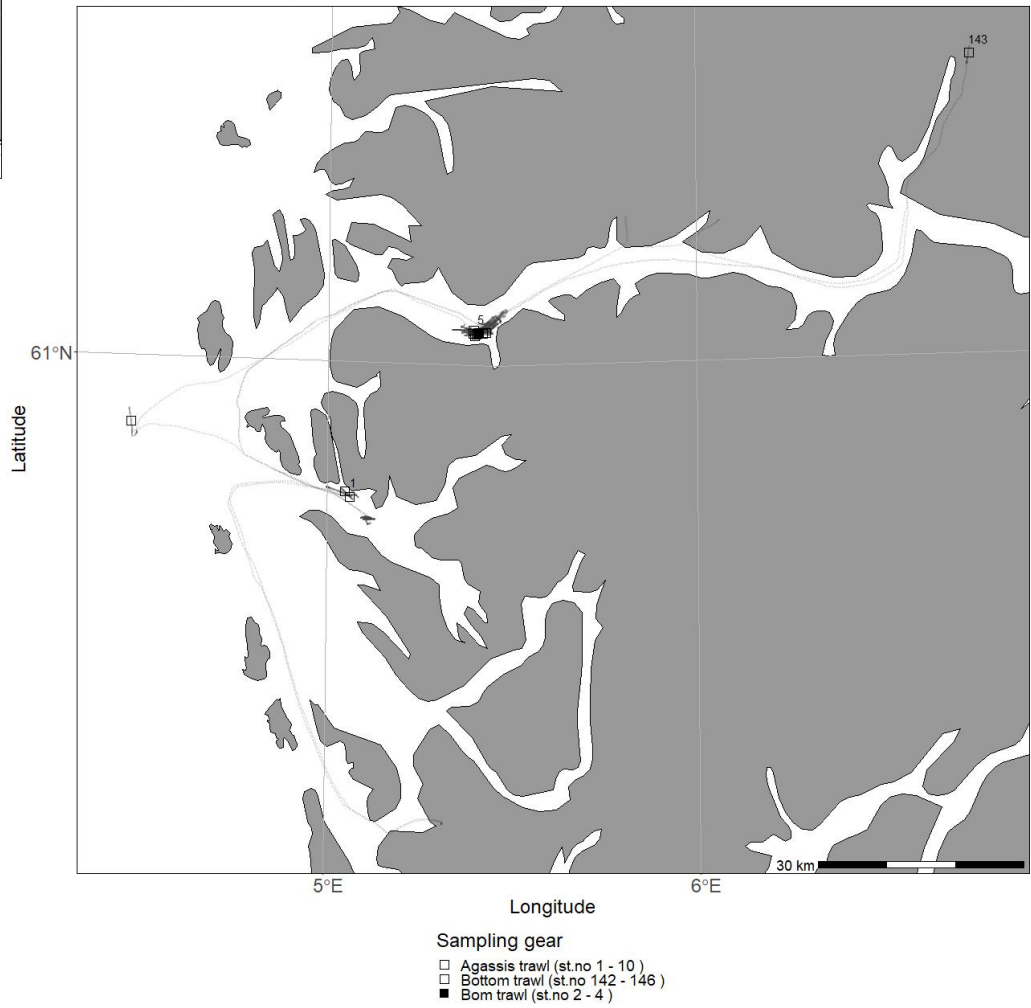 143
5
61°N
1
Latitude
30 km
5°E
6°E
Longitude
Sampling gear
Agassis trawl (st.no 1 - 10 )
Bottom trawl (st.no 142 - 146 )
Bom trawl (st.no 2 - 4 )